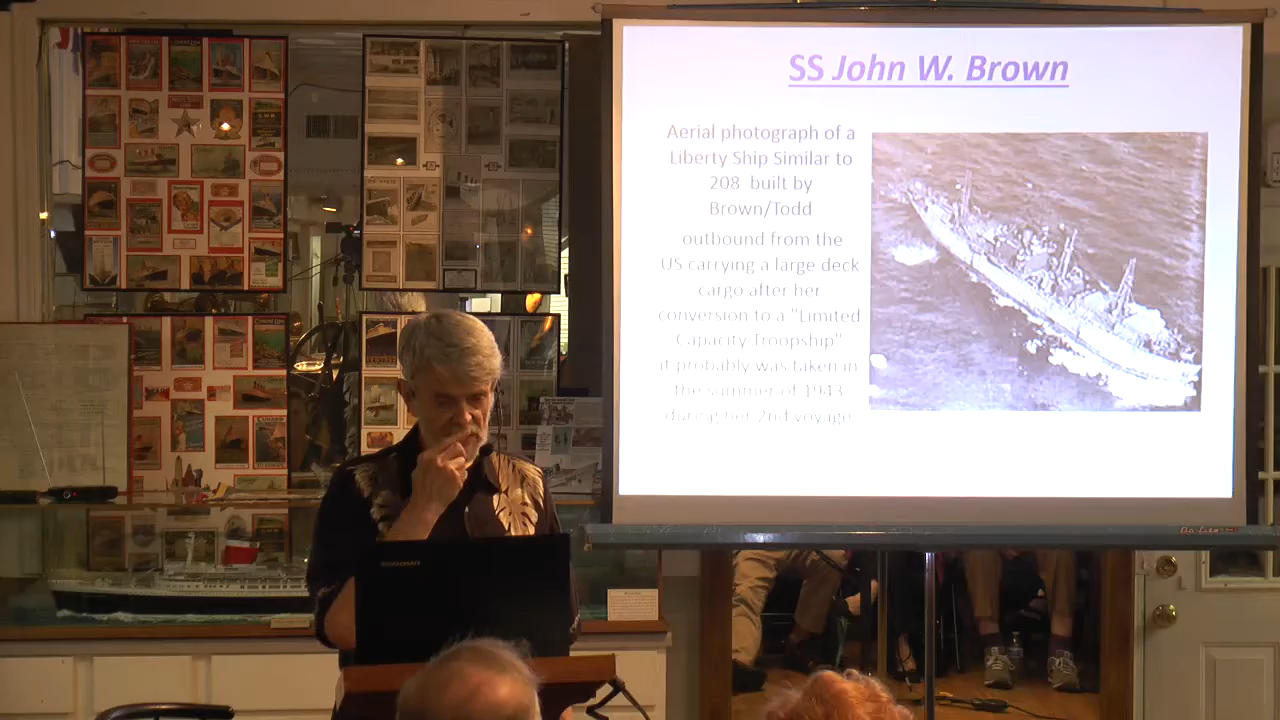 SS John W. Brown
Aerial photograph of a
Liberty Ship Similar to
208 built by
Brown/Todd
outbound from the
US carrying a large deck
cargo after her
conversion to a "Limited
Capacity Troopship"
it probably was taken in
the summer of 1943
during her 2nd voyage
Da-Lite